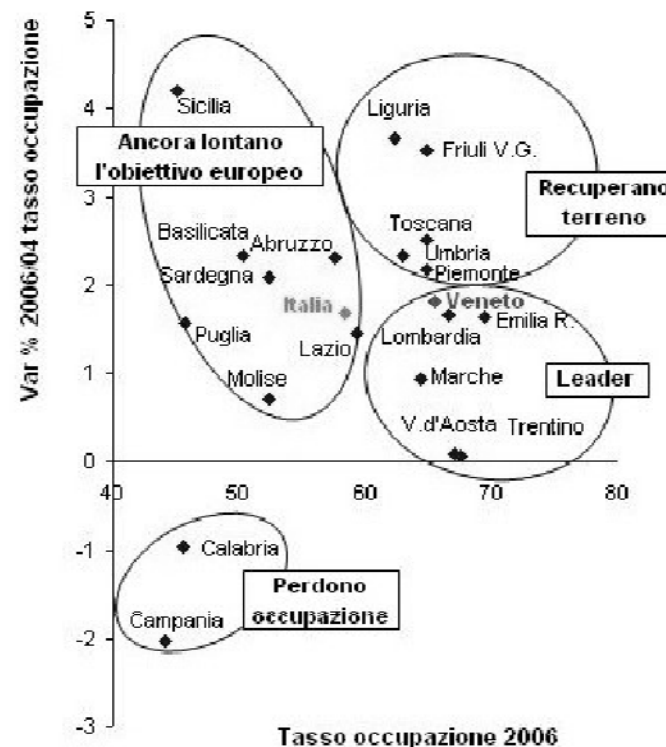 Var % 2006/04 tasso occupazione
5
4
3
2
1
0
-1
-2
-3
40
50
60
70
80
Sicilia
Ancora lontano
l'obiettivo europeo
Basilicata
Abruzzo
Sardegna
Italia
Puglia
Lazio
Molise
Liguria
Friuli V.G.
Recuperano
terreno
Toscana
Umbria
Piemonte
Veneto
Lombardia
Emilia R.
Marche
Leader
V.d'Aosta
Trentino
Calabria
Campania
Perdono
occupazione
Tasso occupazione 2006